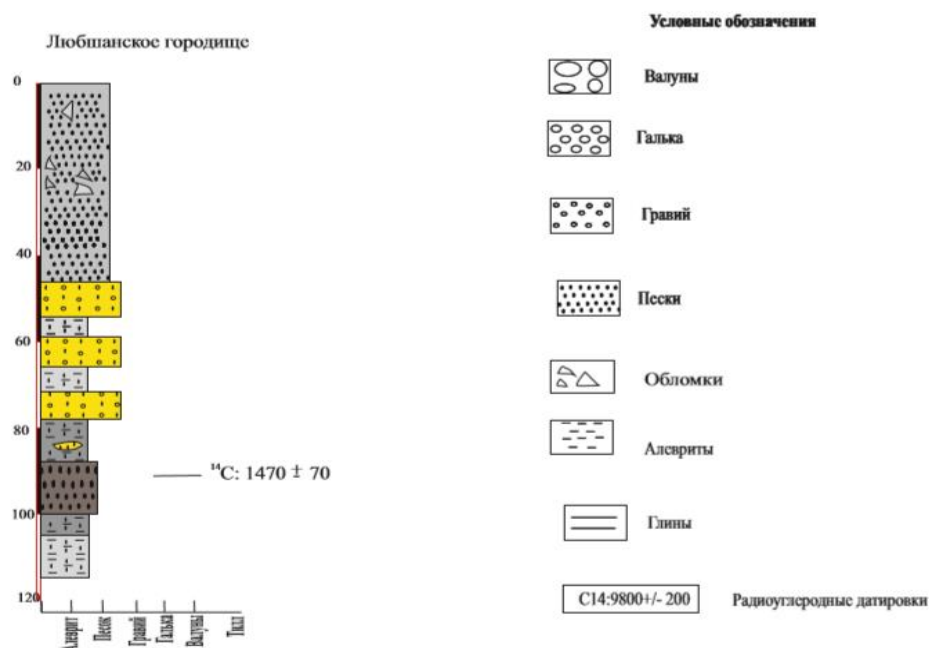 Условные обозначения
Любшанское городище
0
20
40
60
80
100
120
¹⁴C: 1470 ± 70
Алеврит
Песок
Гравий
Галька
Валуны
Тилл
Валуны
Галька
Гравий
Пески
Обломки
Алевриты
Глины
C14:9800+/- 200 Радиоуглеродные датировки